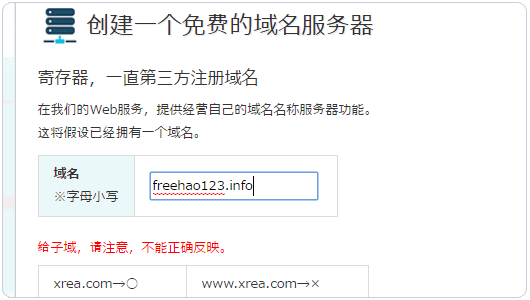 创建一个免费的域名服务器
寄存器，一直第三方注册域名
在我们的Web服务，提供经营自己的域名名称服务器功能。
这将假设已经拥有一个域名。
域名
※字母小写
freehao123.info
给子域，请注意，不能正确反映。
xrea.com→○
www.xrea.com→×